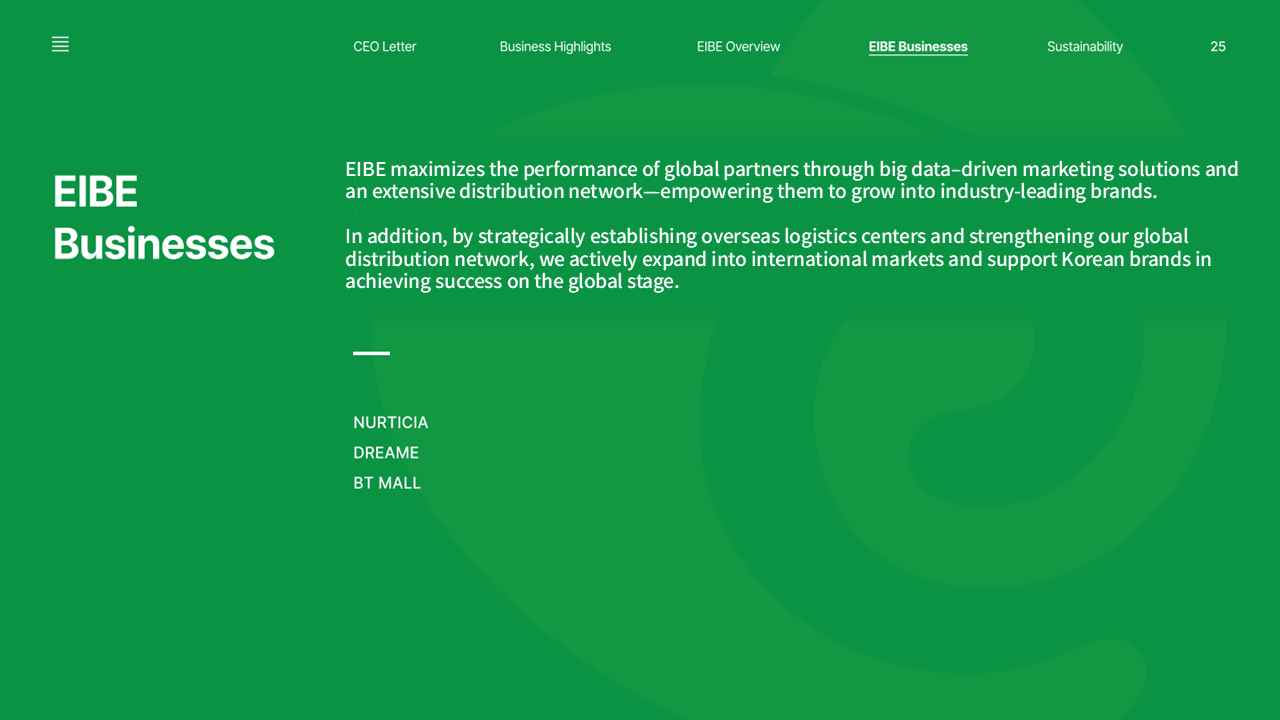 CEO Letter
Business Highlights
EIBE Overview
EIBE Businesses
Sustainability
25
EIBE
Businesses
EIBE maximizes the performance of global partners through big data–driven marketing solutions and
an extensive distribution network—empowering them to grow into industry-leading brands.
In addition, by strategically establishing overseas logistics centers and strengthening our global
distribution network, we actively expand into international markets and support Korean brands in
achieving success on the global stage.
NURTICIA
DREAME
BT MALL